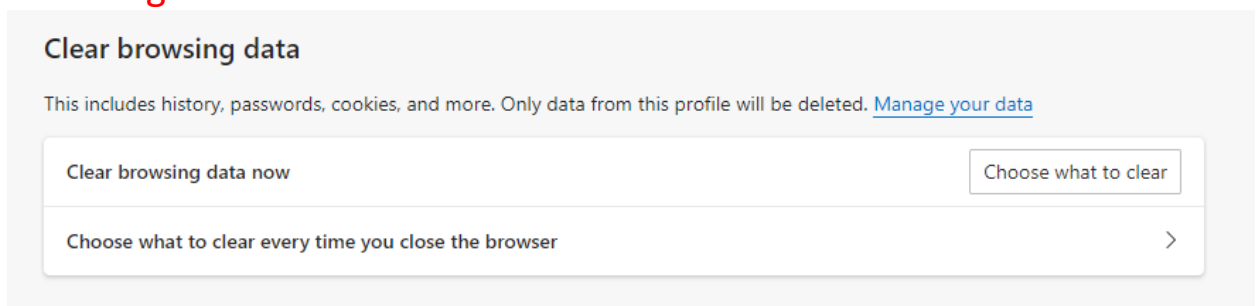 Clear browsing data
This includes history, passwords, cookies, and more. Only data from this profile will be deleted. Manage your data
Clear browsing data now
Choose what to clear
Choose what to clear every time you close the browser